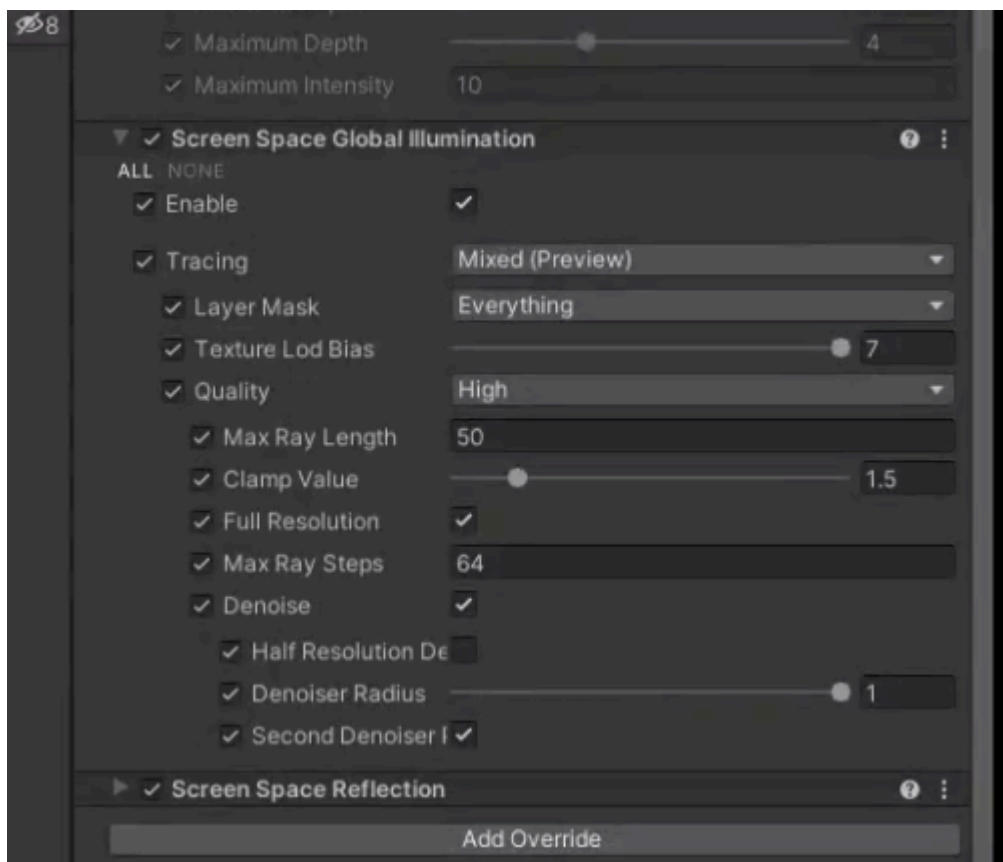 8
Maximum Depth 4
Maximum Intensity 10
Screen Space Global Illumination
ALL NONE
Enable
Tracing Mixed (Preview)
Layer Mask Everything
Texture Lod Bias 7
Quality High
Max Ray Length 50
Clamp Value 1.5
Full Resolution
Max Ray Steps 64
Denoise
Half Resolution De
Denoiser Radius 1
Second Denoiser
Screen Space Reflection
Add Override